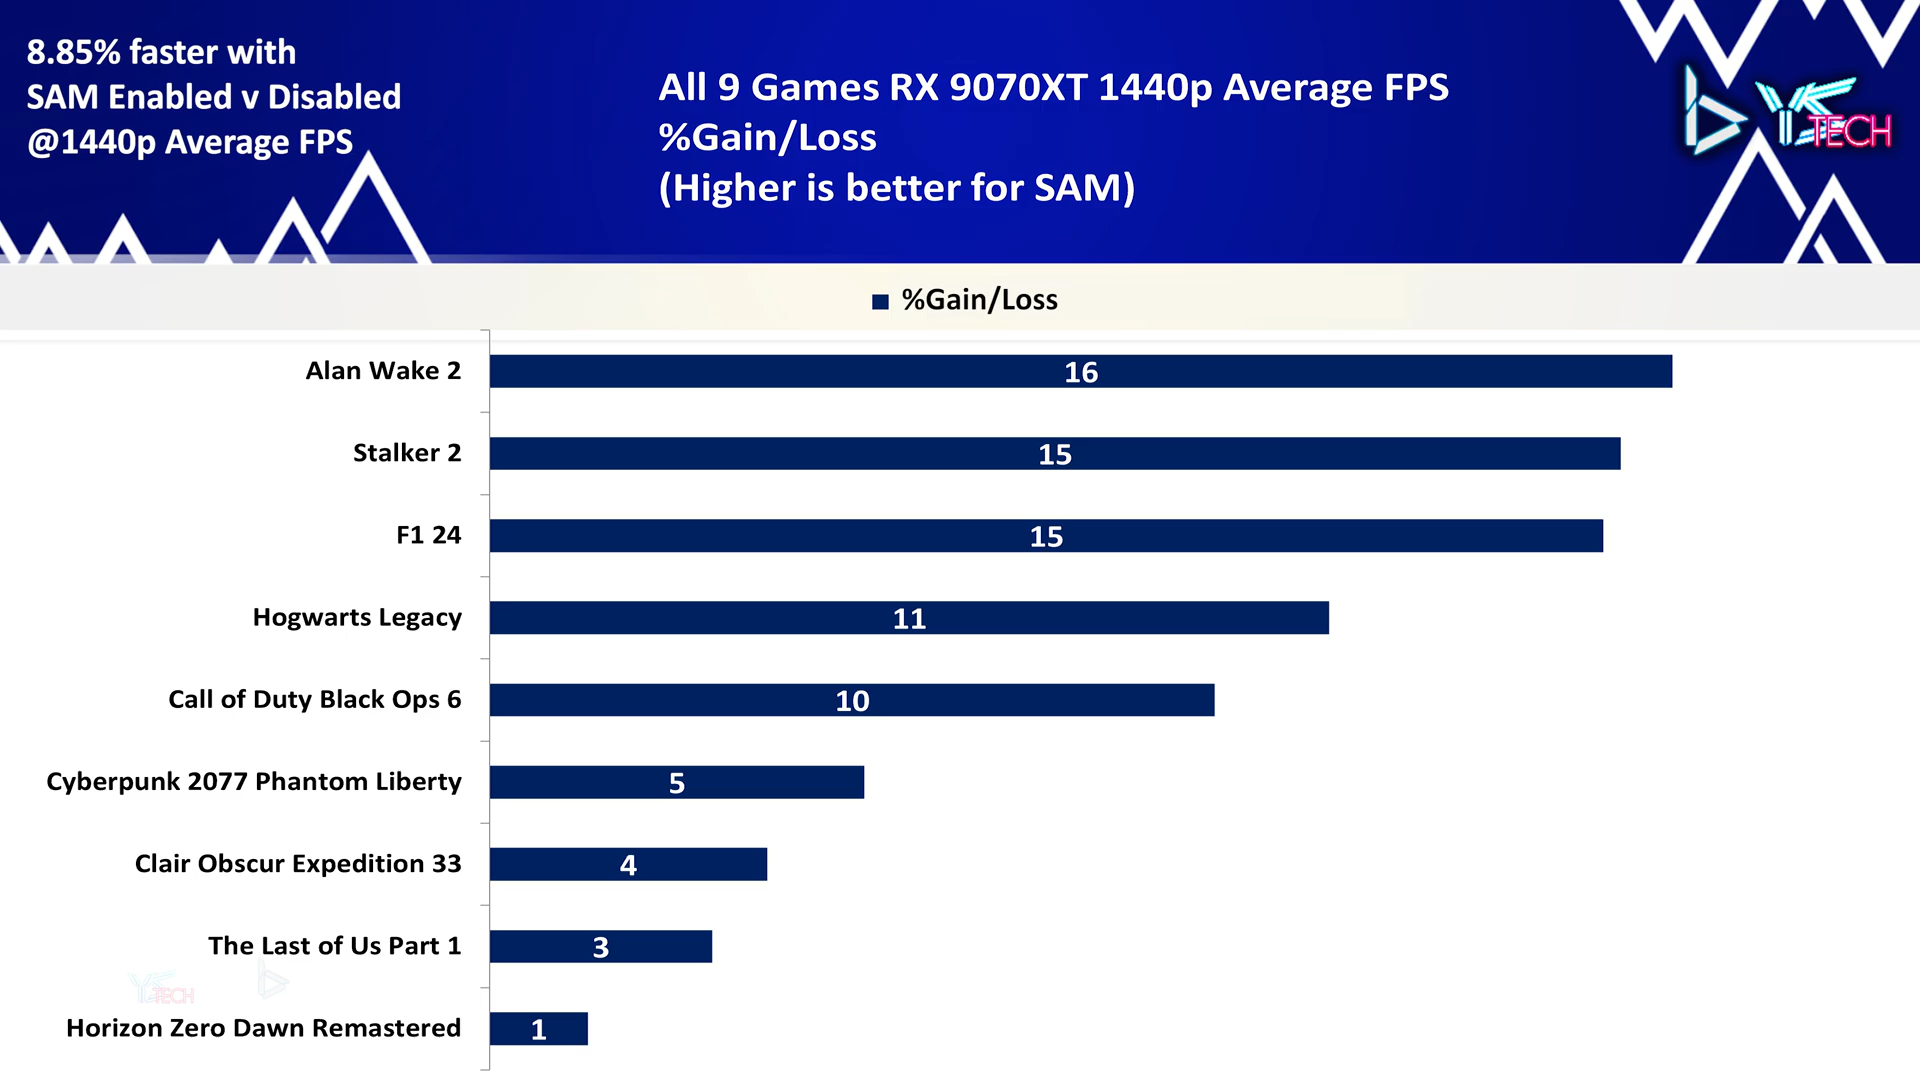 8.85% faster with
SAM Enabled v Disabled
@1440p Average FPS
All 9 Games RX 9070XT 1440p Average FPS
%Gain/Loss
(Higher is better for SAM)
YS TECH
%Gain/Loss
Alan Wake 2 16
Stalker 2 15
F1 24 15
Hogwarts Legacy 11
Call of Duty Black Ops 6 10
Cyberpunk 2077 Phantom Liberty 5
Clair Obscur Expedition 33 4
The Last of Us Part 1 3
TECH
Horizon Zero Dawn Remastered 1